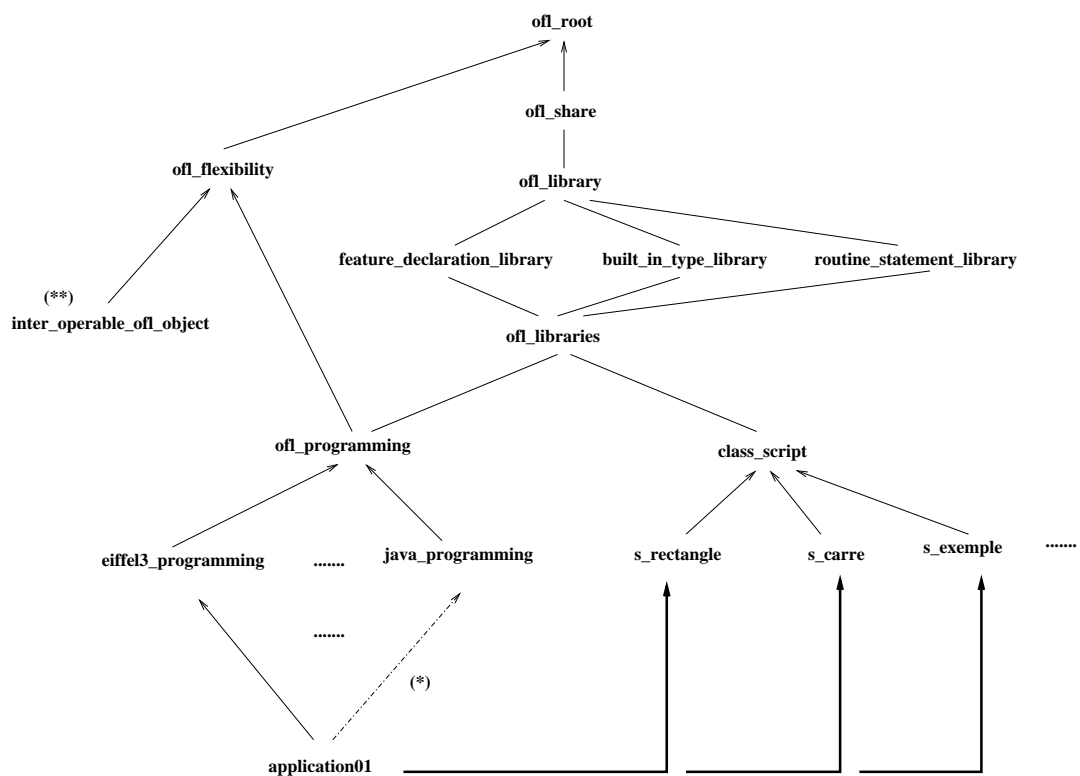 ofl_root
ofl_share
ofl_flexibility
ofl_library
feature_declaration_library
built_in_type_library
routine_statement_library
(**)
inter_operable_ofl_object
ofl_libraries
ofl_programming
class_script
eiffel3_programming
.......
java_programming
s_rectangle
s_carre
s_exemple
.......
.......
(*)
application01